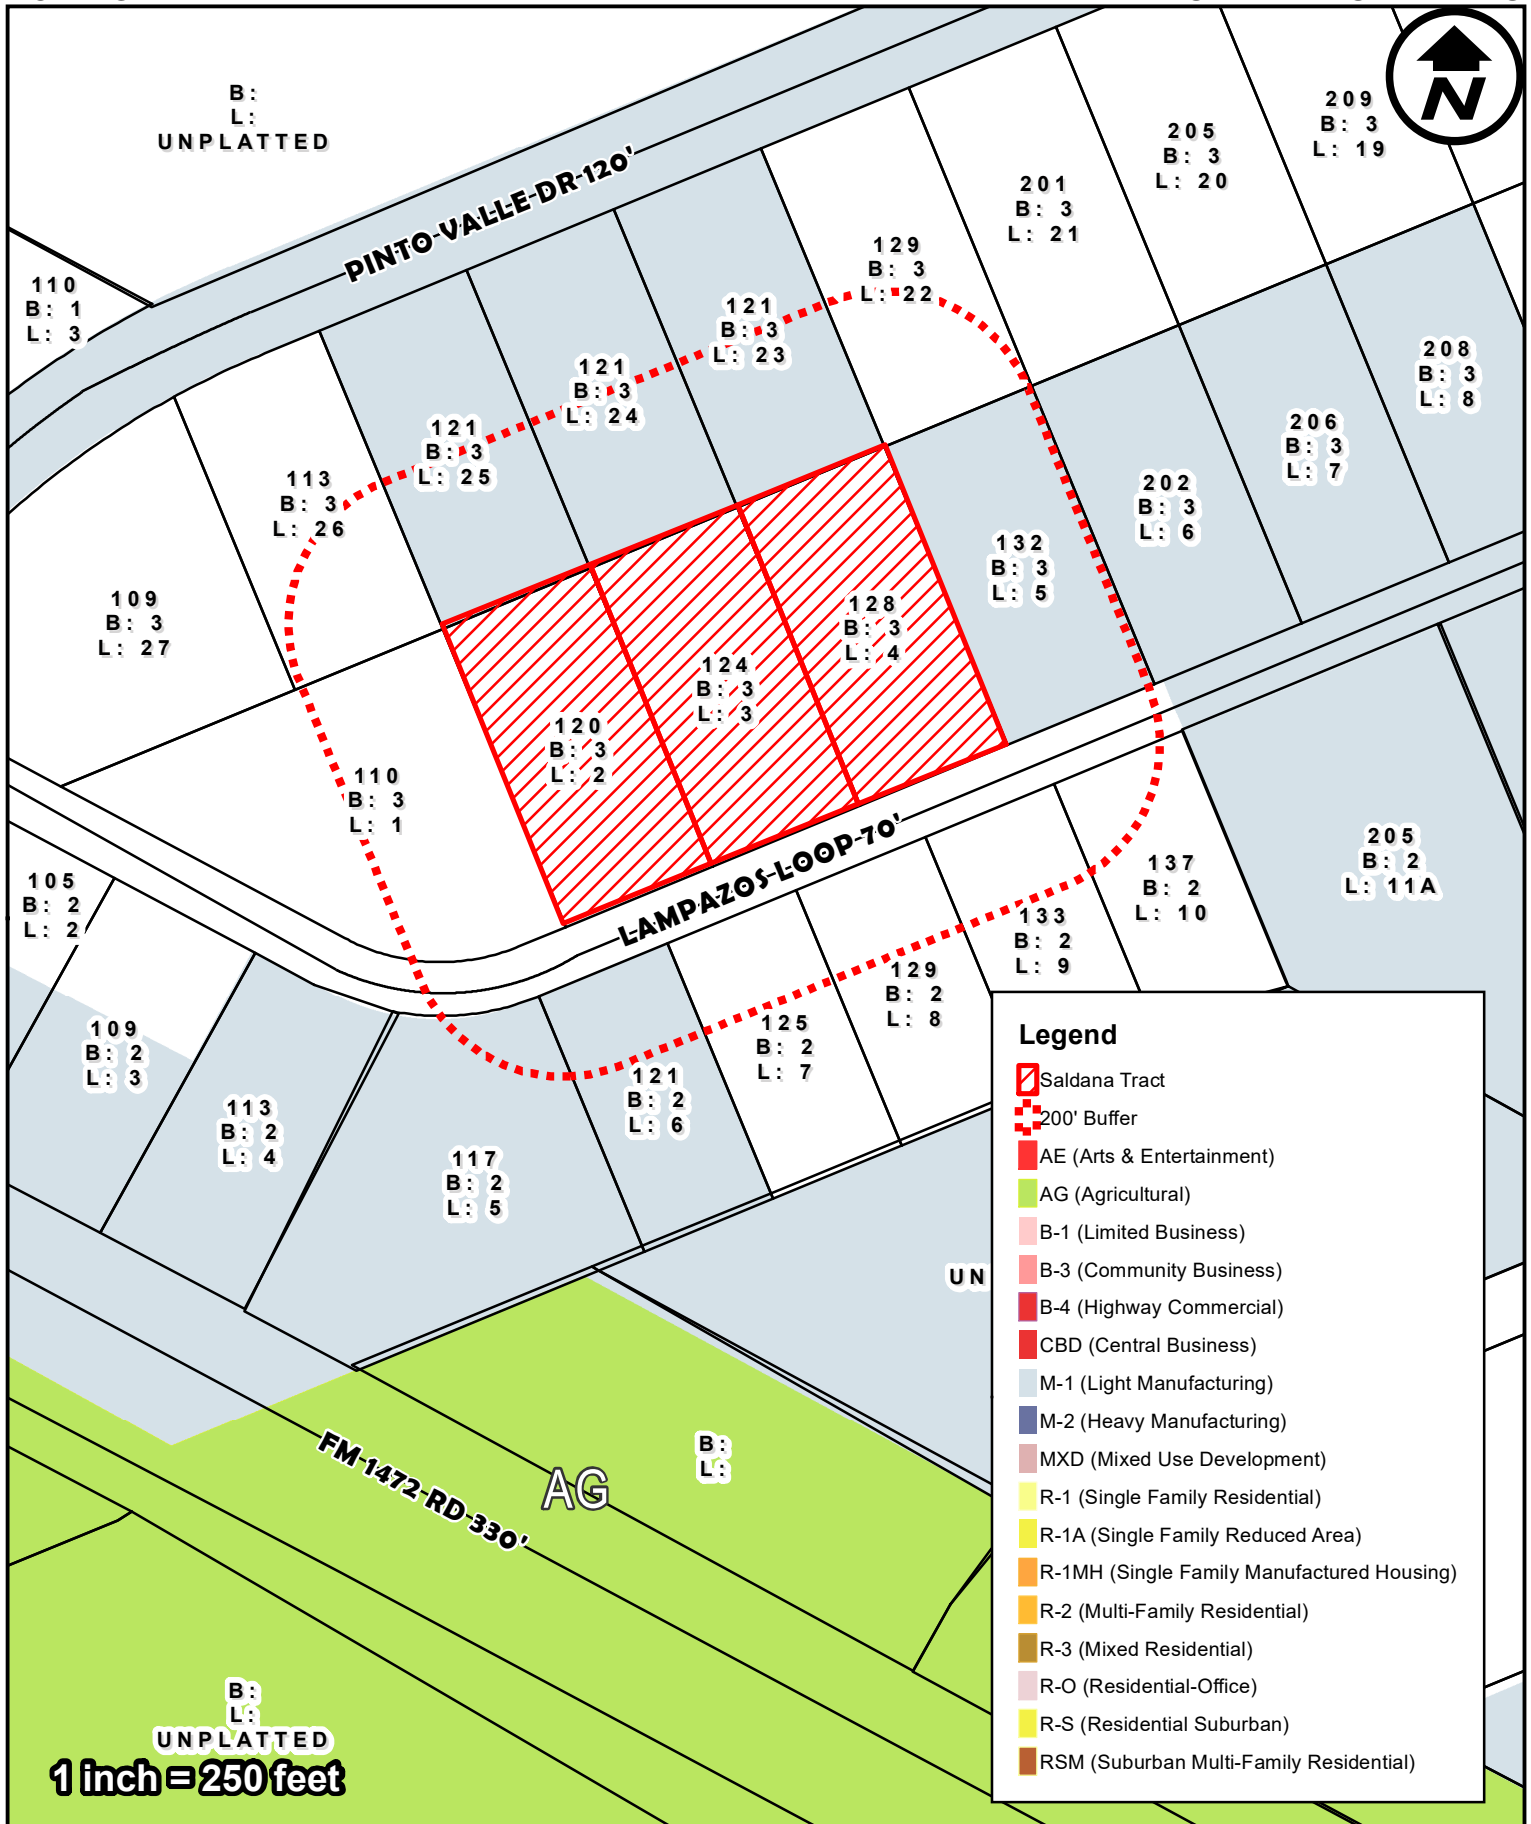 B:
L:
UNPLATTED
N
209
B: 3
L: 19
205
B: 3
L: 20
PINTO VALLE DR 120'
201
B: 3
L: 21
129
B: 3
L: 22
110
B: 1
L: 3
121
B: 3
L: 23
121
B: 3
L: 24
208
B: 3
L: 8
121
B: 3
L: 25
206
B: 3
L: 7
113
B: 3
L: 26
202
B: 3
L: 6
132
B: 3
L: 5
109
B: 3
L: 27
128
B: 3
L: 4
124
B: 3
L: 3
120
B: 3
L: 2
110
B: 3
L: 1
LAMPAZOS LOOP 70'
205
B: 2
L: 11A
137
B: 2
L: 10
105
B: 2
L: 2
133
B: 2
L: 9
129
B: 2
L: 8
109
B: 2
L: 3
125
B: 2
L: 7
121
B: 2
L: 6
113
B: 2
L: 4
117
B: 2
L: 5
UN
B:
L:
FM 1472 RD 330'
AG
B:
L:
UNPLATTED
1 inch = 250 feet
Legend
Saldana Tract
200' Buffer
AE (Arts & Entertainment)
AG (Agricultural)
B-1 (Limited Business)
B-3 (Community Business)
B-4 (Highway Commercial)
CBD (Central Business)
M-1 (Light Manufacturing)
M-2 (Heavy Manufacturing)
MXD (Mixed Use Development)
R-1 (Single Family Residential)
R-1A (Single Family Reduced Area)
R-1MH (Single Family Manufactured Housing)
R-2 (Multi-Family Residential)
R-3 (Mixed Residential)
R-O (Residential-Office)
R-S (Residential Suburban)
RSM (Suburban Multi-Family Residential)